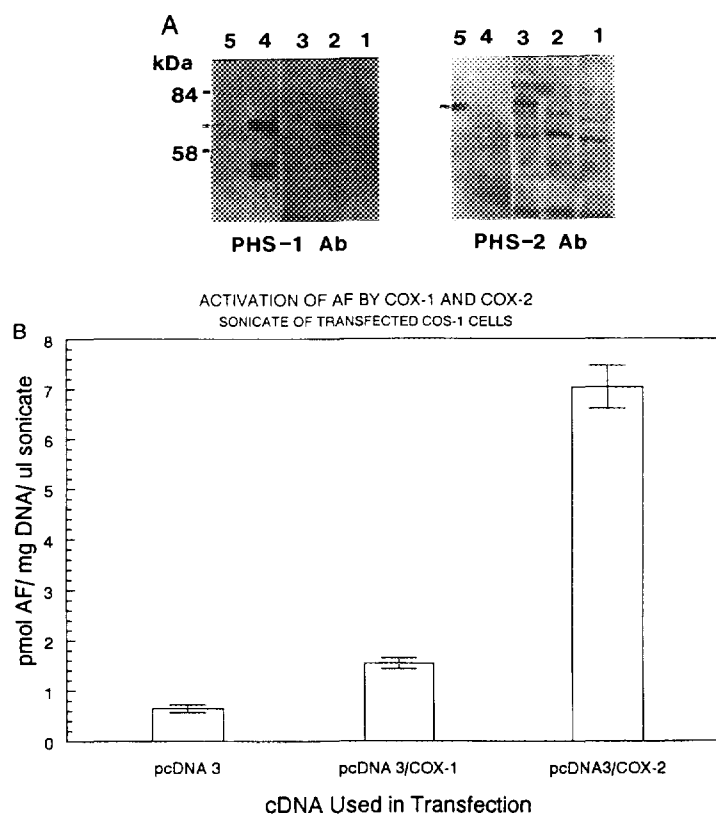 A
5 4 3 2 1
5 4 3 2 1
kDa
84
58
PHS-1 Ab
PHS-2 Ab
ACTIVATION OF AF BY COX-1 AND COX-2
SONICATE OF TRANSFECTED COS-1 CELLS
B
8
7
6
5
4
3
2
1
0
pmol AF/ mg DNA/ ul sonicate
pcDNA 3
pcDNA 3/COX-1
pcDNA3/COX-2
cDNA Used in Transfection